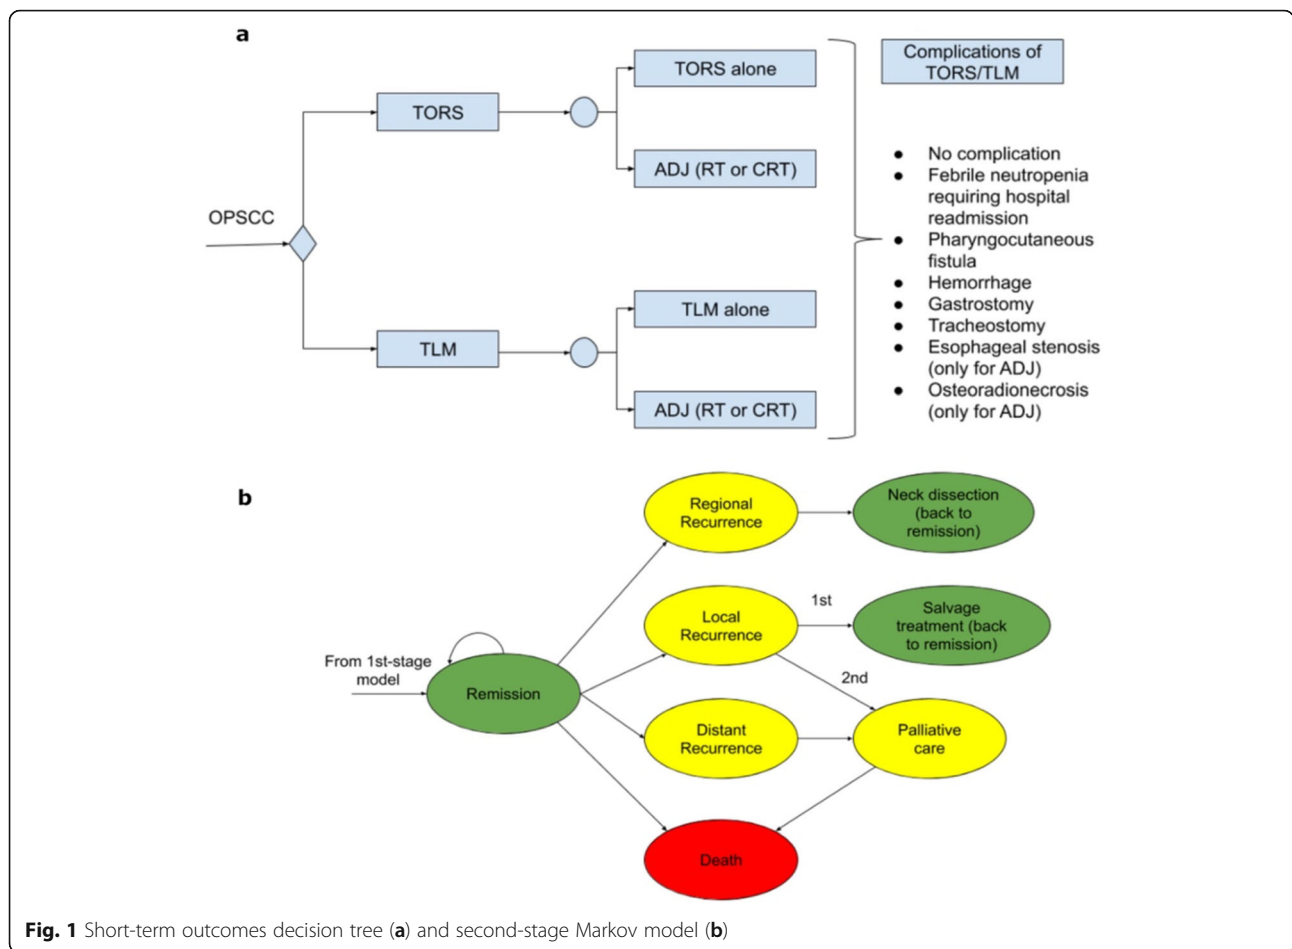 a
OPSCC
TORS
TORS alone
ADJ (RT or CRT)
TLM
TLM alone
ADJ (RT or CRT)
Complications of
TORS/TLM
● No complication
● Febrile neutropenia
requiring hospital
readmission
● Pharyngocutaneous
fistula
● Hemorrhage
● Gastrostomy
● Tracheostomy
● Esophageal stenosis
(only for ADJ)
● Osteoradionecrosis
(only for ADJ)
b
From 1st-stage
model
Remission
Regional
Recurrence
Neck dissection
(back to
remission)
Local
Recurrence
1st
Salvage
treatment (back
to remission)
2nd
Distant
Recurrence
Palliative
care
Death
Fig. 1 Short-term outcomes decision tree (a) and second-stage Markov model (b)